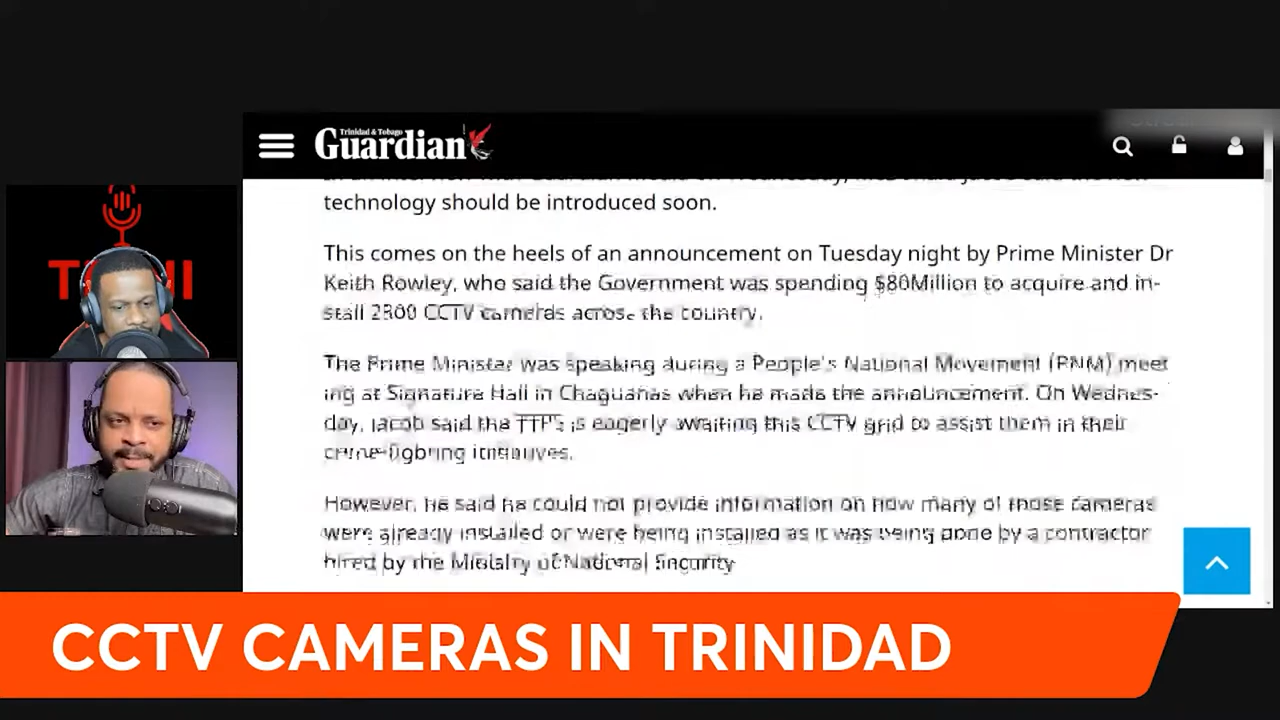 Trinidad & Tobago
Guardian
technology should be introduced soon.
This comes on the heels of an announcement on Tuesday night by Prime Minister Dr
Keith Rowley, who said the Government was spending $80Million to acquire and in-
stall CCTV cameras across the country.
The Prime Minister was speaking during a People's National Movement (PNM) meet
ing at Signature Hall in Chaguanas when he made the announcement. On Wednes-
day, Jacob said the is eagerly awaiting this CCTV grid to assist them in their
crime-fighting initiatives.
However, he said he could not provide information on how many of those cameras
were already installed or were being installed as it was being done by a contractor
hired by the Ministry of National Security
CCTV CAMERAS IN TRINIDAD